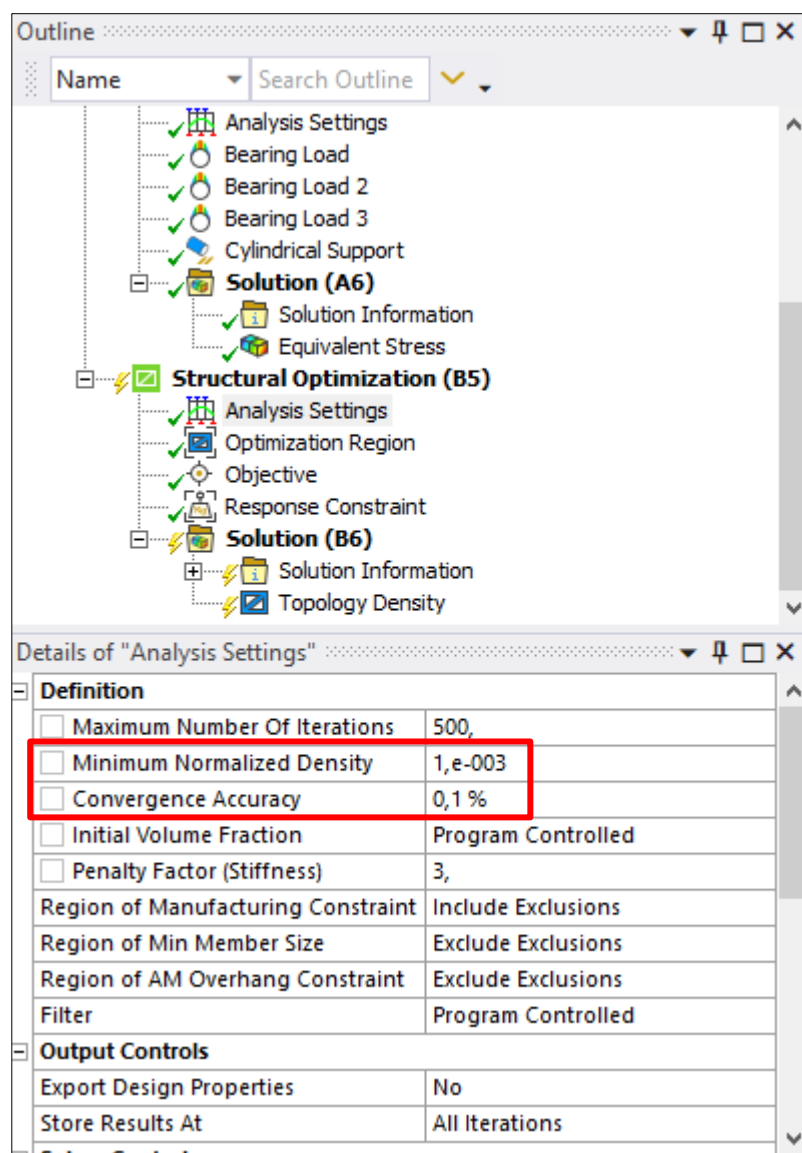 Outline
Name Search Outline
Analysis Settings
Bearing Load
Bearing Load 2
Bearing Load 3
Cylindrical Support
Solution (A6)
Solution Information
Equivalent Stress
Structural Optimization (B5)
Analysis Settings
Optimization Region
Objective
Response Constraint
Solution (B6)
Solution Information
Topology Density
Details of "Analysis Settings"
Definition
Maximum Number Of Iterations 500,
Minimum Normalized Density 1,e-003
Convergence Accuracy 0,1 %
Initial Volume Fraction Program Controlled
Penalty Factor (Stiffness) 3,
Region of Manufacturing Constraint Include Exclusions
Region of Min Member Size Exclude Exclusions
Region of AM Overhang Constraint Exclude Exclusions
Filter Program Controlled
Output Controls
Export Design Properties No
Store Results At All Iterations